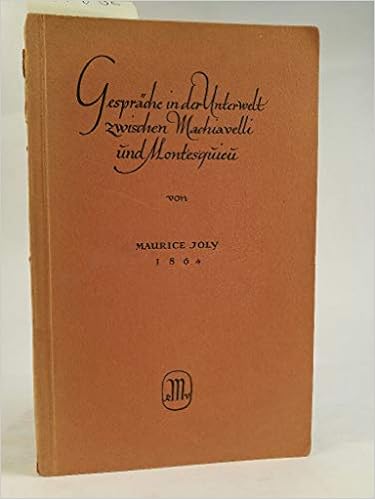 Gespräche in der Unterwelt
zwischen Machiavelli
und Montesquieu
von
MAURICE JOLY
1864
M